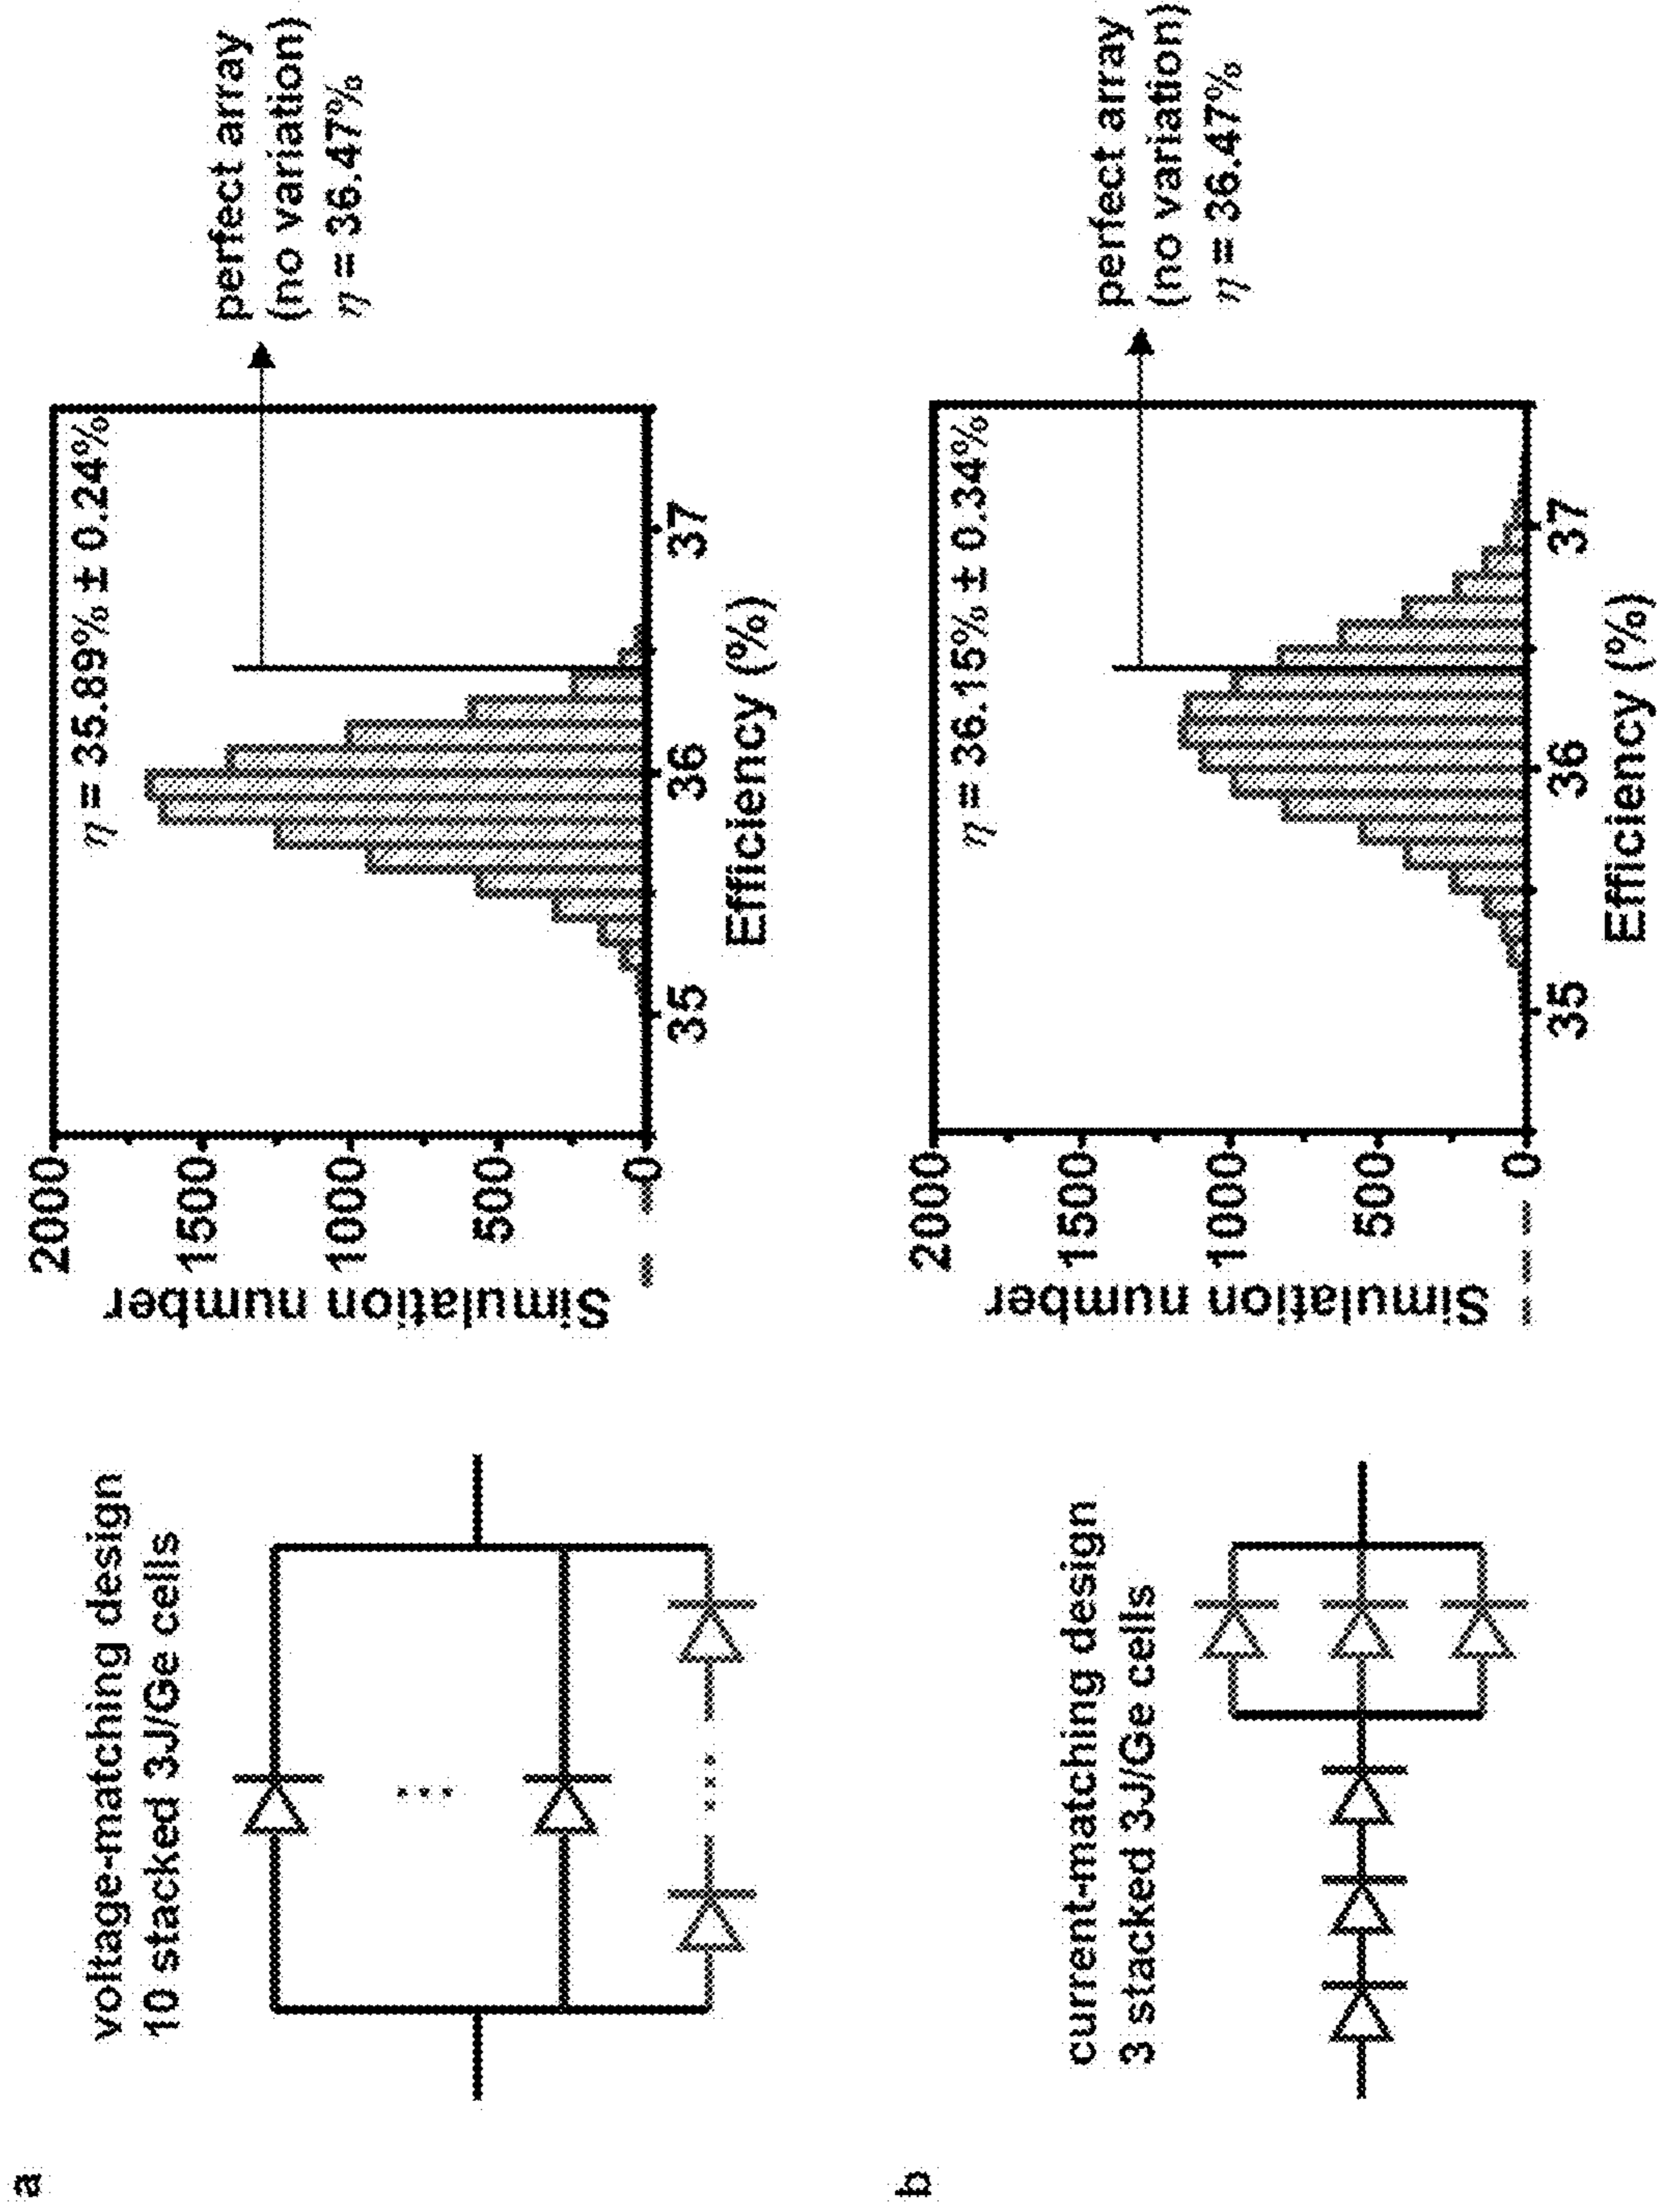 a
voltage-matching design
10 stacked 3J/Ge cells
...
...
Simulation number
2000
1500
1000
500
0
η = 35.89% ± 0.24%
35
36
37
Efficiency (%)
perfect array
(no variation)
η = 36.47%
b
current-matching design
3 stacked 3J/Ge cells
Simulation number
2000
1500
1000
500
0
η = 36.15% ± 0.34%
35
36
37
Efficiency (%)
perfect array
(no variation)
η = 36.47%